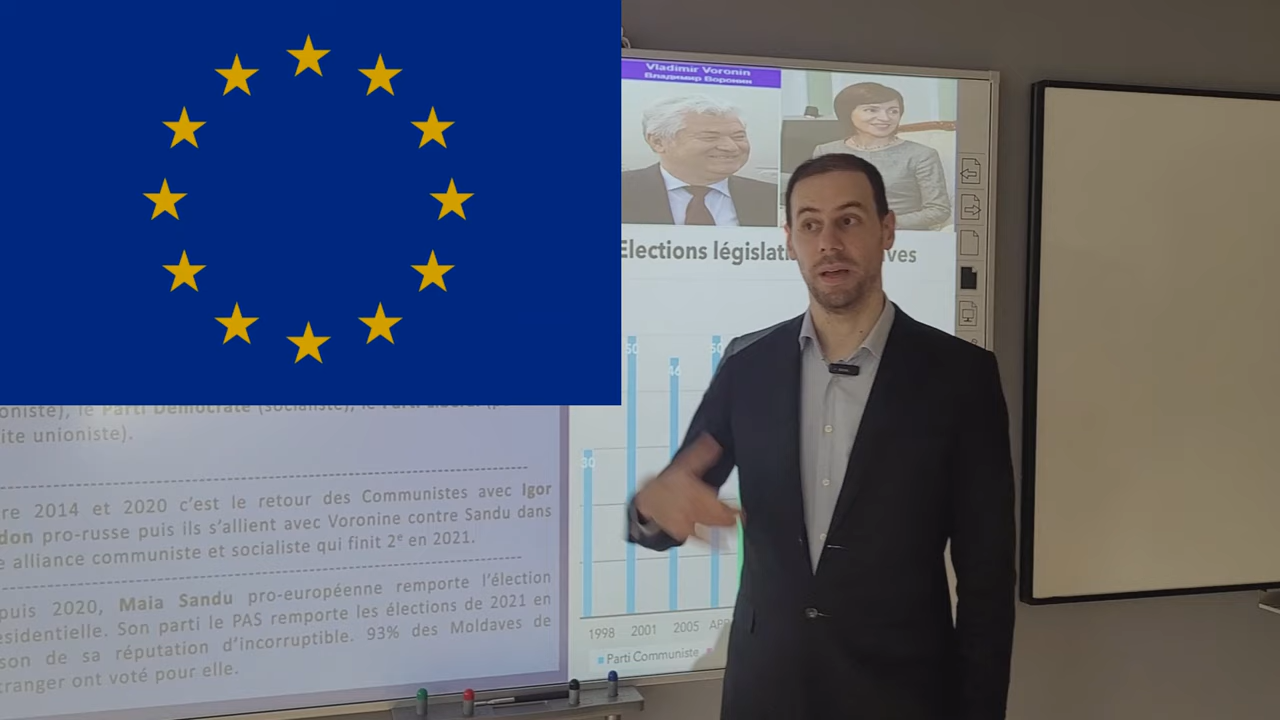 Vladimir Voronin
Владимир Воронин
Elections législati ves
50
46
50
30
1998 2001 2005
Parti Communiste
oniste), le Parti Démocrate (socialiste), le
ite unioniste).
re 2014 et 2020 c'est le retour des Communistes avec Igor
don pro-russe puis ils s'allient avec Voronine contre Sandu dans
e alliance communiste et socialiste qui finit 2e en 2021.
puis 2020, Maia Sandu pro-européenne remporte l'élection
ésidentielle. Son parti le PAS remporte les élections de 2021 en
son de sa réputation d'incorruptible. 93% des Moldaves de
tranger ont voté pour elle.